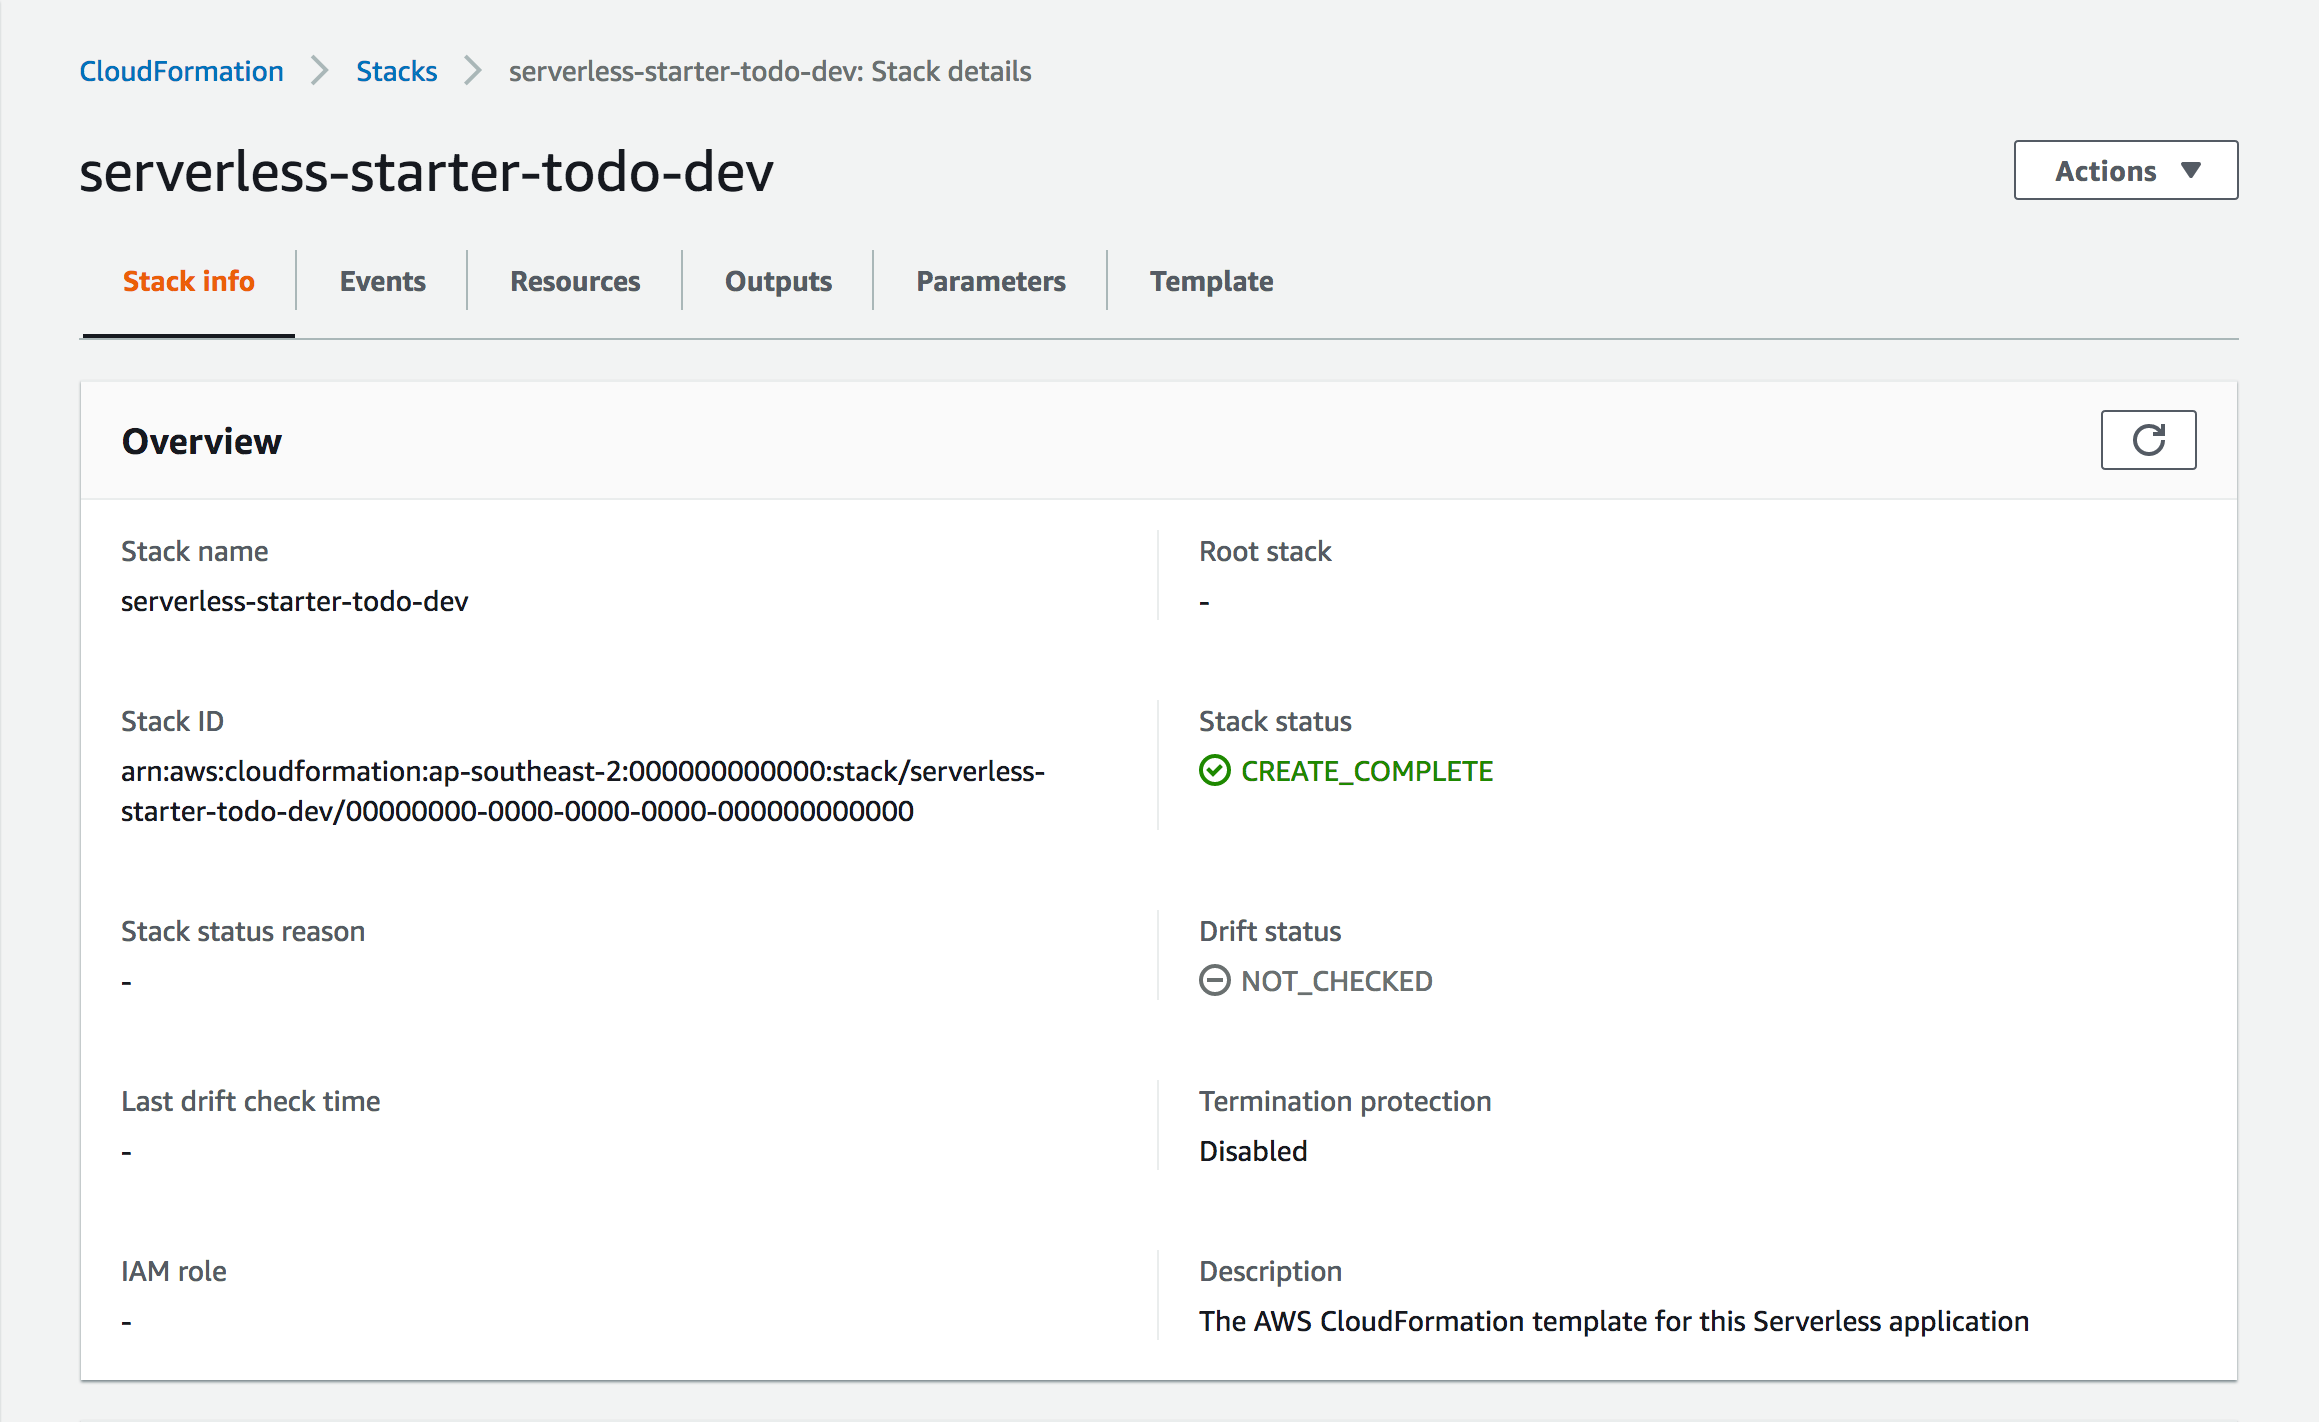 CloudFormation > Stacks > serverless-starter-todo-dev: Stack details
serverless-starter-todo-dev
Actions
Stack info
Events
Resources
Outputs
Parameters
Template
Overview
Stack name
serverless-starter-todo-dev
Root stack
-
Stack ID
arn:aws:cloudformation:ap-southeast-2:000000000000:stack/serverless-
starter-todo-dev/00000000-0000-0000-0000-000000000000
Stack status
CREATE_COMPLETE
Stack status reason
-
Drift status
NOT_CHECKED
Last drift check time
-
Termination protection
Disabled
IAM role
-
Description
The AWS CloudFormation template for this Serverless application